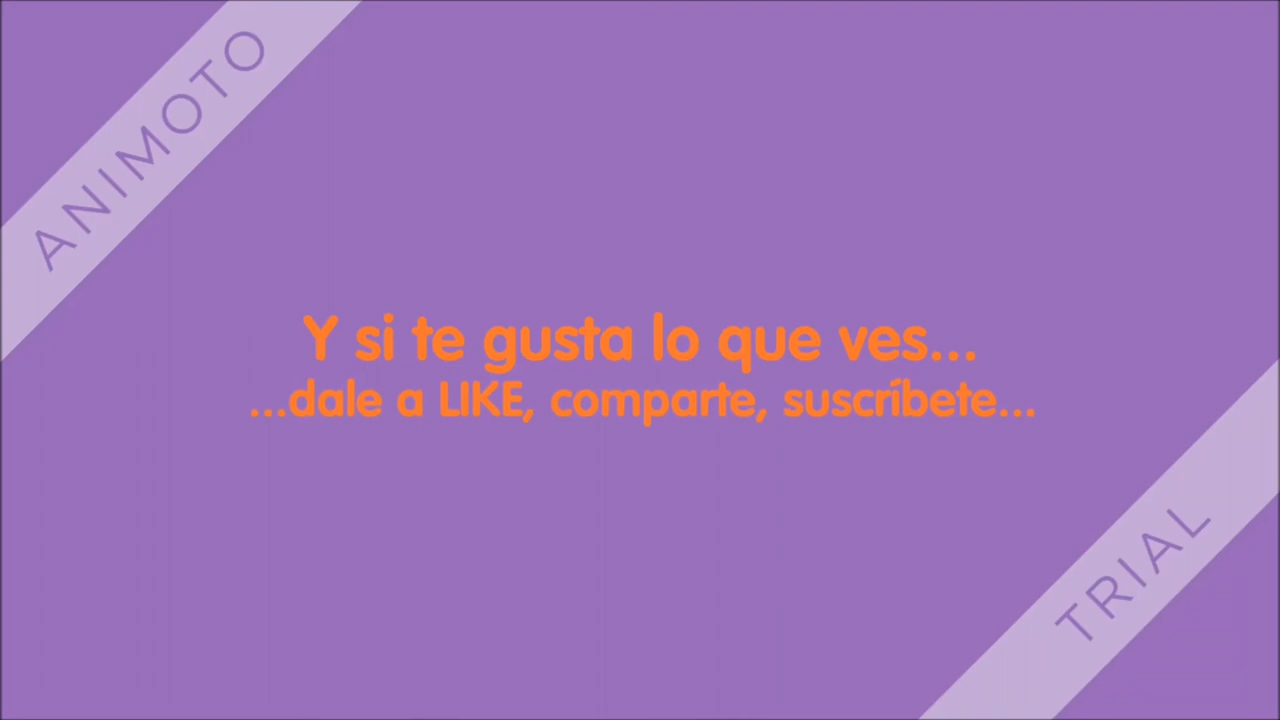 ANIMOTO
Y si te gusta lo que ves...
...dale a LIKE, comparte, suscríbete...
TRIAL